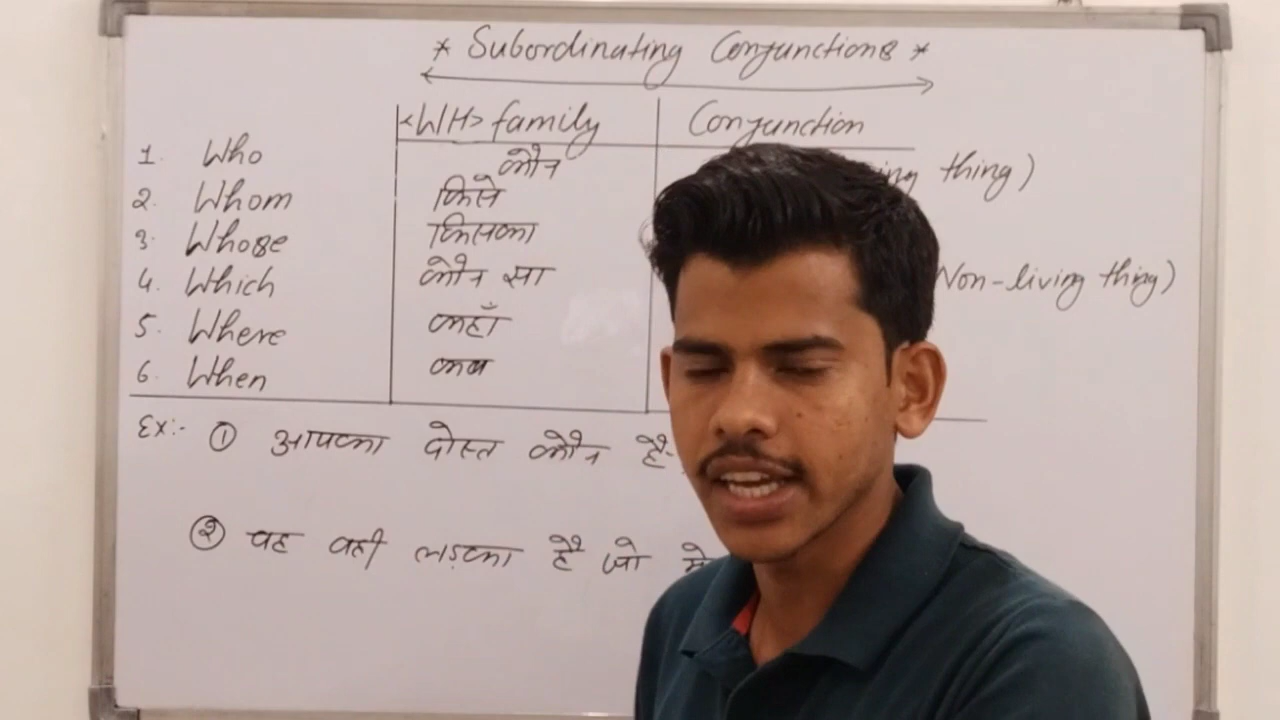 * Subordinating Conjunctions *
<WH> family Conjunction
1. Who कौन thing)
2. Whom किसे
3. Whose किसका
4. Which कौन सा Non-living thing)
5. Where कहाँ
6. When कब
Ex:- ① आपका दोस्त कौन है
② यह वही लड़का है जो